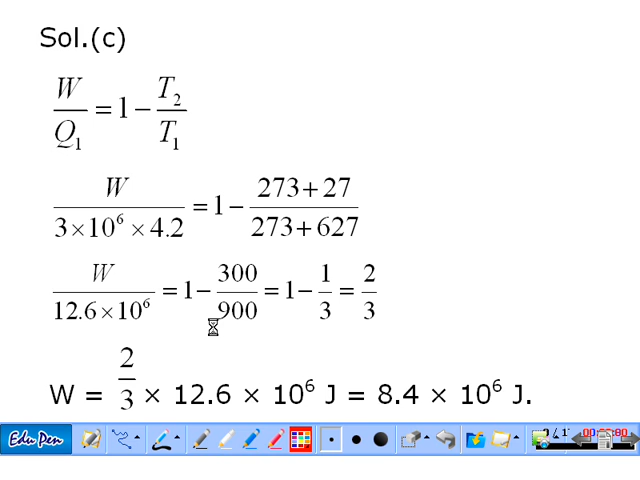 Sol.(c)
W/Q₁ = 1 − T₂/T₁
W/(3×10⁶×4.2) = 1 − (273+27)/(273+627)
W/(12.6×10⁶) = 1 − 300/900 = 1 − 1/3 = 2/3
W = 2/3 × 12.6 × 10⁶ J = 8.4 × 10⁶ J.
Edu Pen